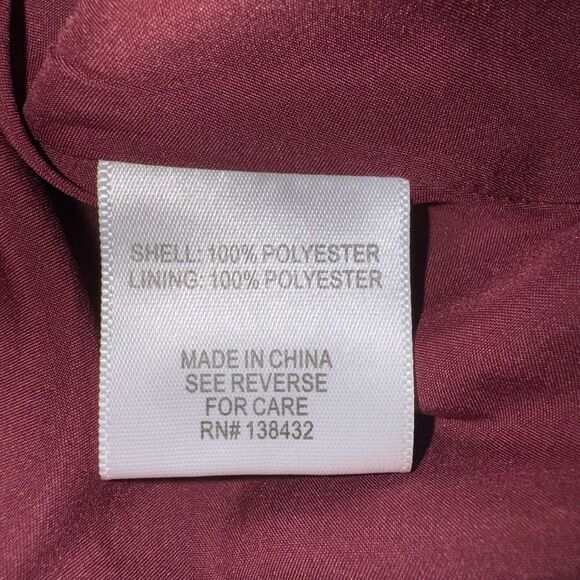 SHELL: 100% POLYESTER
LINING: 100% POLYESTER
MADE IN CHINA
SEE REVERSE
FOR CARE
RN# 138432